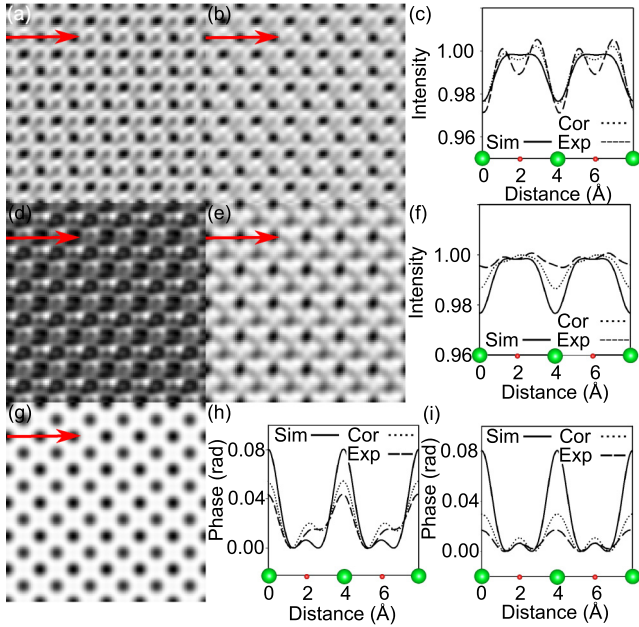 (a)
(b)
(c)
Intensity
1.00
0.98
0.96
Cor
Sim
Exp
0
2
4
6
Distance (Å)
(d)
(e)
(f)
Intensity
1.00
0.98
0.96
Cor
Sim
Exp
0
2
4
6
Distance (Å)
(g)
(h)
Phase (rad)
0.08
0.04
0.00
Sim
Cor
Exp
0
2
4
6
Distance (Å)
(i)
Phase (rad)
0.08
0.04
0.00
Sim
Cor
Exp
0
2
4
6
Distance (Å)